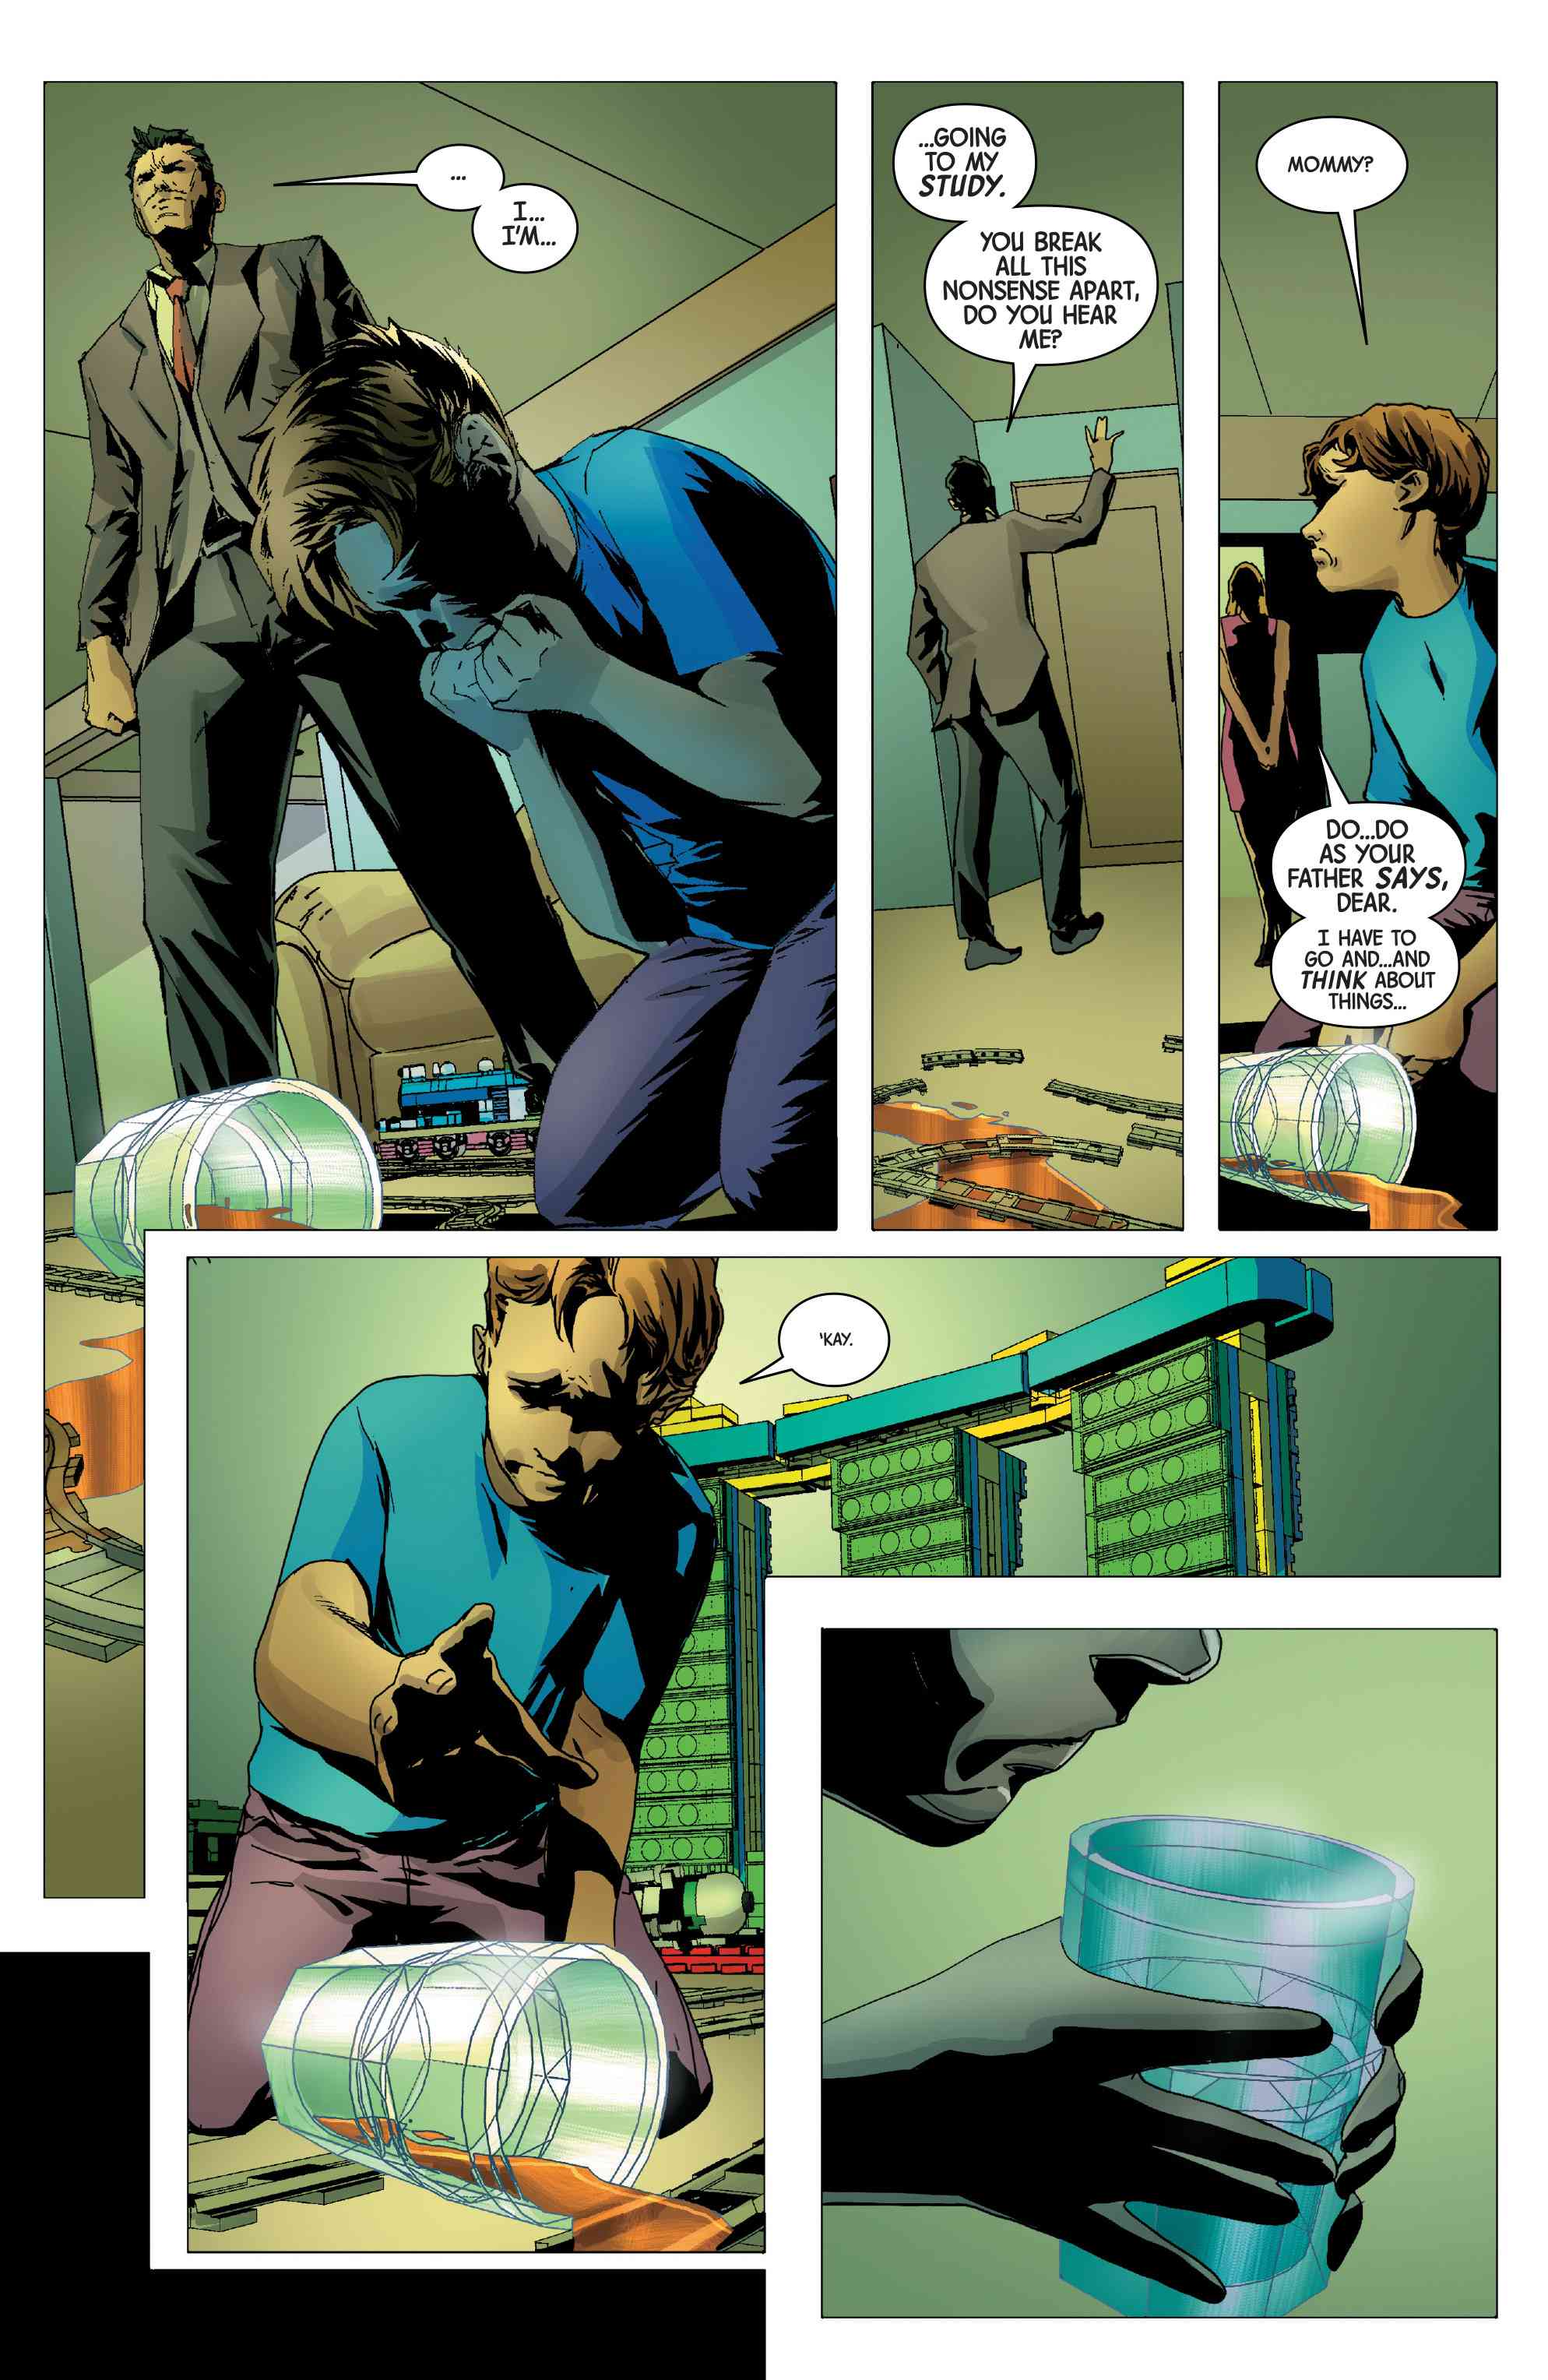 ...
I...
I'M...
...GOING
TO MY
STUDY.
YOU BREAK
ALL THIS
NONSENSE APART,
DO YOU HEAR
ME?
MOMMY?
DO...DO
AS YOUR
FATHER SAYS,
DEAR.
I HAVE TO
GO AND...AND
THINK ABOUT
THINGS...
'KAY.